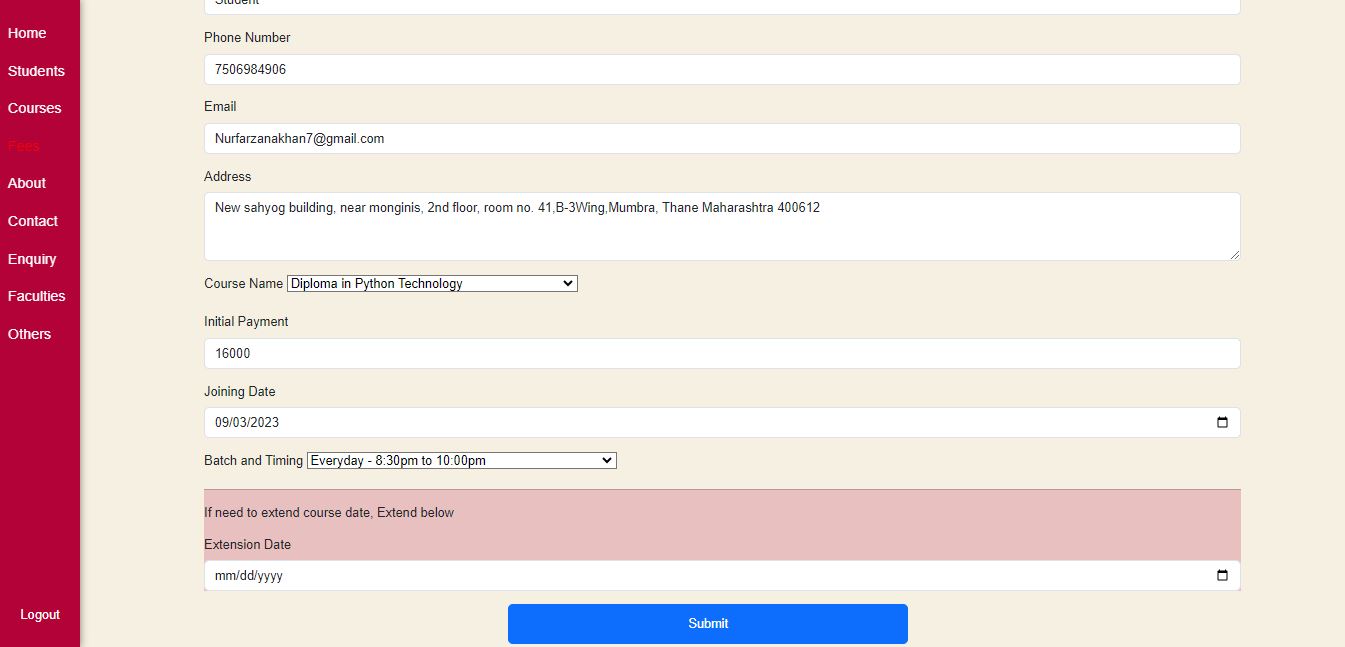 Home
Students
Courses
Fees
About
Contact
Enquiry
Faculties
Others
Logout
Student
Phone Number
7506984906
Email
Nurfarzanakhan7@gmail.com
Address
New sahyog building, near monginis, 2nd floor, room no. 41,B-3Wing,Mumbra, Thane Maharashtra 400612
Course Name Diploma in Python Technology
Initial Payment
16000
Joining Date
09/03/2023
Batch and Timing Everyday - 8:30pm to 10:00pm
If need to extend course date, Extend below
Extension Date
mm/dd/yyyy
Submit